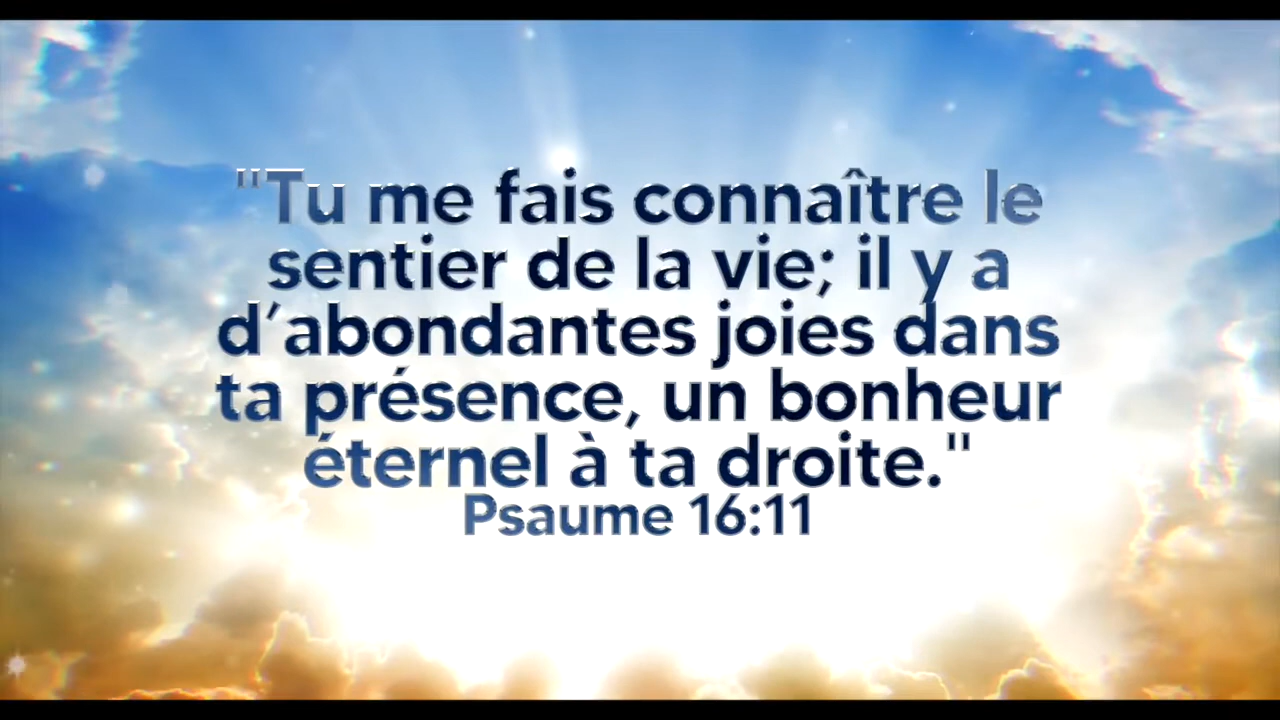 "Tu me fais connaître le
sentier de la vie; il y a
d’abondantes joies dans
ta présence, un bonheur
éternel à ta droite."
Psaume 16:11